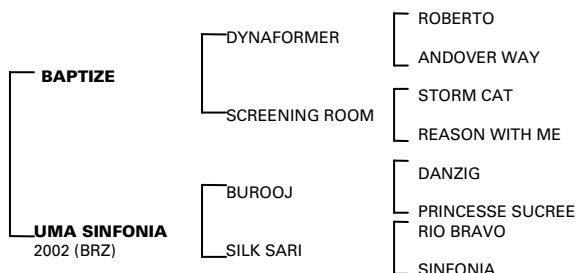 ROBERTO
DYNAFORMER
ANDOVER WAY
BAPTIZE
STORM CAT
SCREENING ROOM
REASON WITH ME
DANZIG
BUROOJ
PRINCESSE SUCREE
UMA SINFONIA
2002 (BRZ)
RIO BRAVO
SILK SARI
SINFONIA